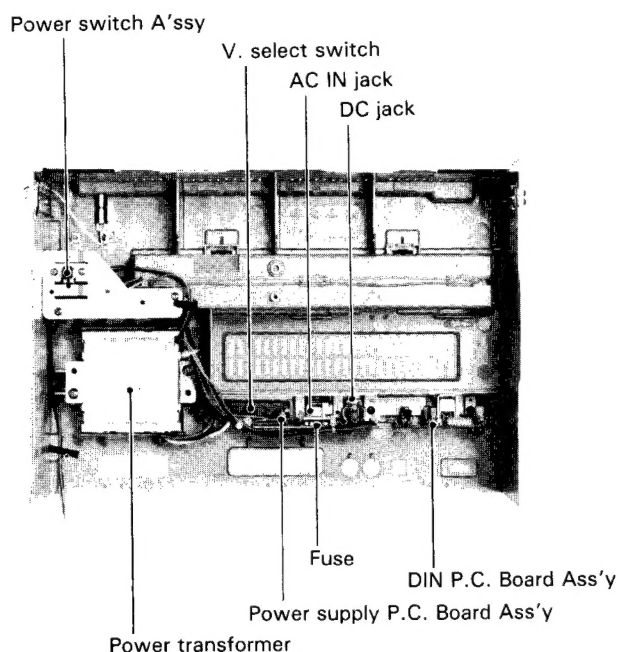 Power switch A'ssy
V. select switch
AC IN jack
DC jack
Fuse
DIN P.C. Board Ass'y
Power supply P.C. Board Ass'y
Power transformer